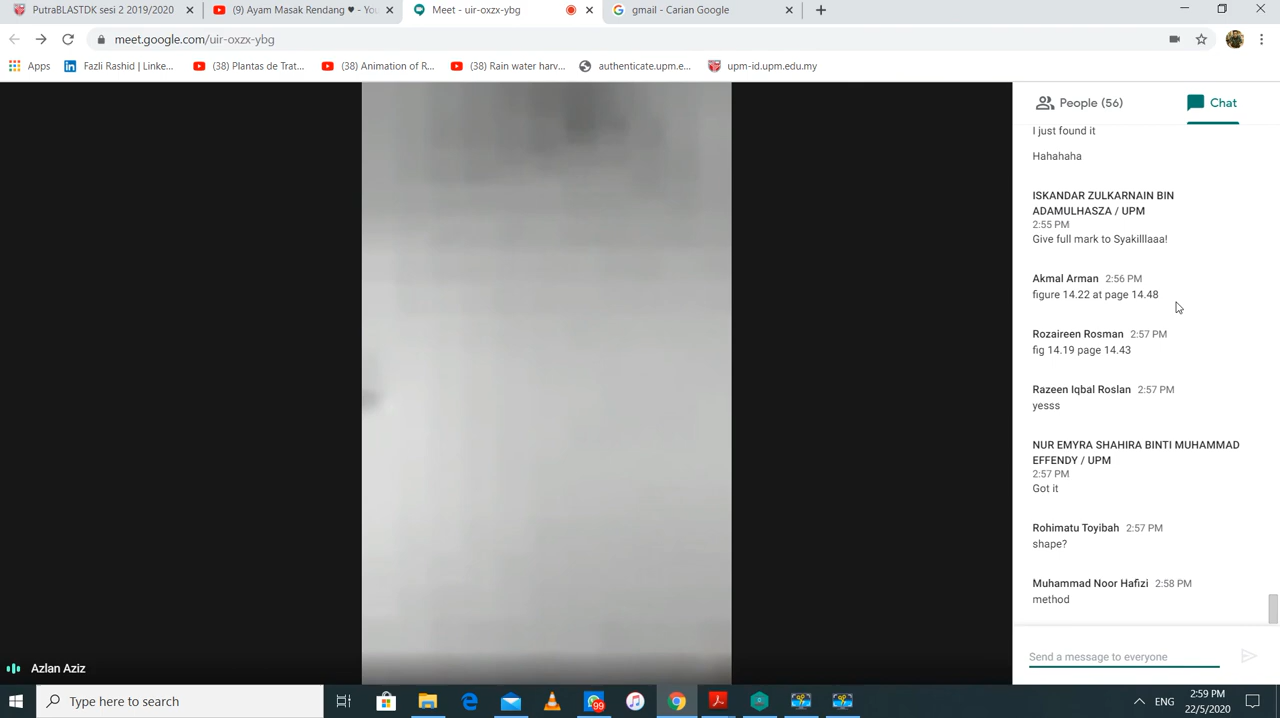 PutraBLASTDK sesi 2 2019/2020
(9) Ayam Masak Rendang ♥ - You
Meet - uir-oxzx-ybg
gmail - Carian Google
meet.google.com/uir-oxzx-ybg
Apps
Fazli Rashid | Linke...
(38) Plantas de Trat...
(38) Animation of R...
(38) Rain water harv...
authenticate.upm.e...
upm-id.upm.edu.my
People (56)
Chat
I just found it
Hahahaha
ISKANDAR ZULKARNAIN BIN
ADAMULHASZA / UPM
2:55 PM
Give full mark to Syakilllaaa!
Akmal Arman 2:56 PM
figure 14.22 at page 14.48
Rozaireen Rosman 2:57 PM
fig 14.19 page 14.43
Razeen Iqbal Roslan 2:57 PM
yesss
NUR EMYRA SHAHIRA BINTI MUHAMMAD
EFFENDY / UPM
2:57 PM
Got it
Rohimatu Toyibah 2:57 PM
shape?
Muhammad Noor Hafizi 2:58 PM
method
Send a message to everyone
Azlan Aziz
Type here to search
99
ENG
2:59 PM
22/5/2020